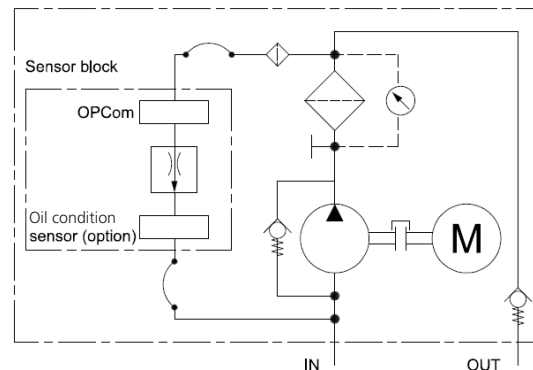 Sensor block
OPCom
Oil condition
sensor (option)
M
IN
OUT